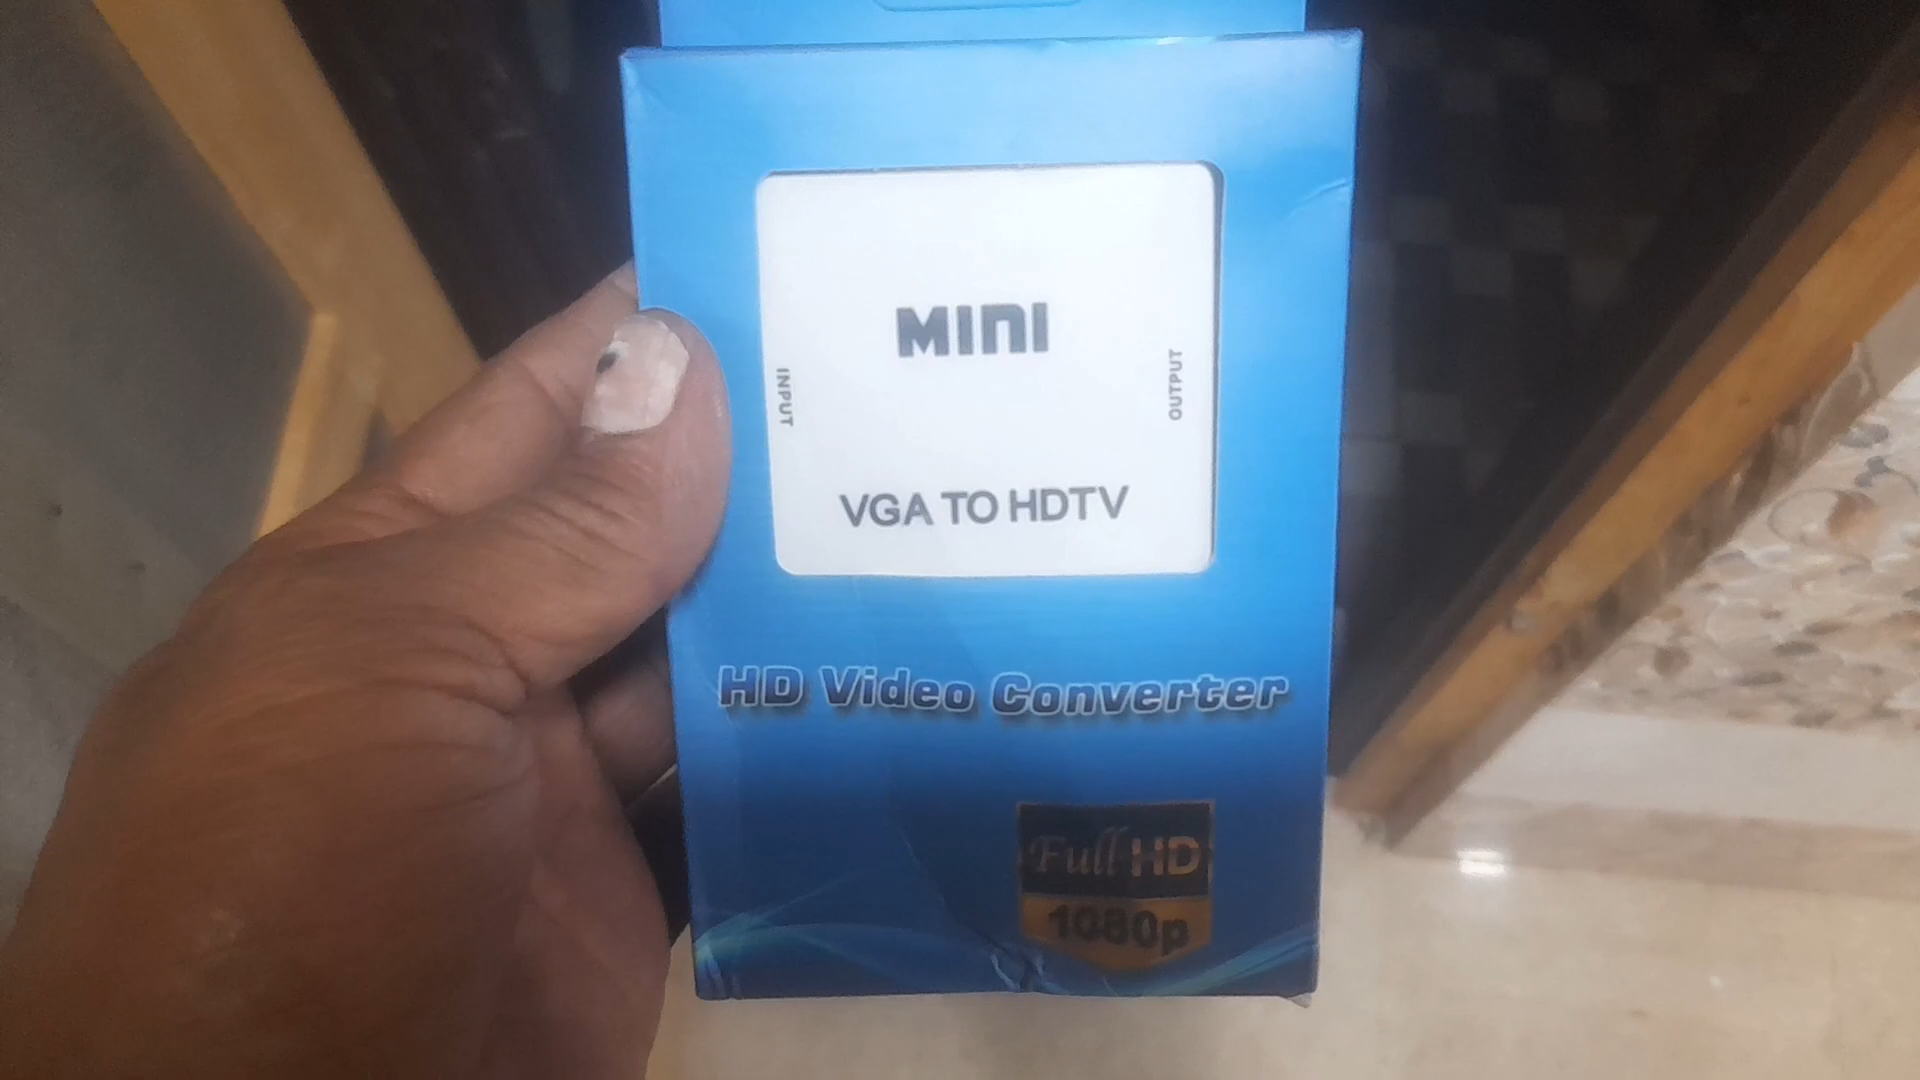 MINI
INPUT
OUTPUT
VGA TO HDTV
HD Video Converter
Full HD
1080p